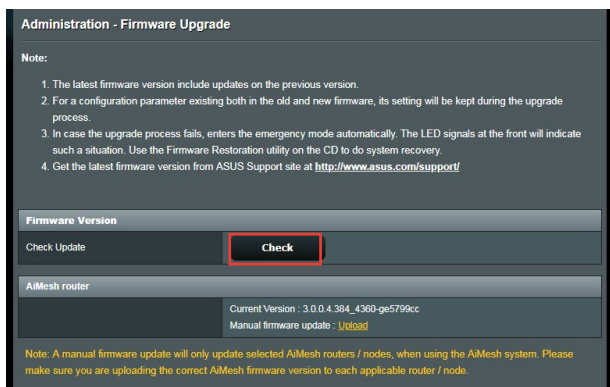 Administration - Firmware Upgrade
Note:
1. The latest firmware version include updates on the previous version.
2. For a configuration parameter existing both in the old and new firmware, its setting will be kept during the upgrade
process.
3. In case the upgrade process fails, enters the emergency mode automatically. The LED signals at the front will indicate
such a situation. Use the Firmware Restoration utility on the CD to do system recovery.
4. Get the latest firmware version from ASUS Support site at http://www.asus.com/support/
Firmware Version
Check Update Check
AiMesh router
Current Version : 3.0.0.4.384_4360-ge5799cc
Manual firmware update : Upload
Note: A manual firmware update will only update selected AiMesh routers / nodes, when using the AiMesh system. Please
make sure you are uploading the correct AiMesh firmware version to each applicable router / node.